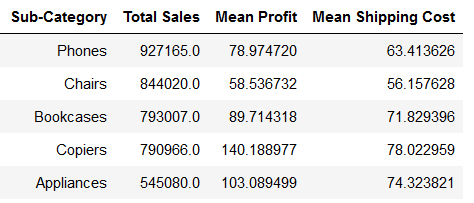 Sub-Category Total Sales Mean Profit Mean Shipping Cost
Phones 927165.0 78.974720 63.413626
Chairs 844020.0 58.536732 56.157628
Bookcases 793007.0 89.714318 71.829396
Copiers 790966.0 140.188977 78.022959
Appliances 545080.0 103.089499 74.323821